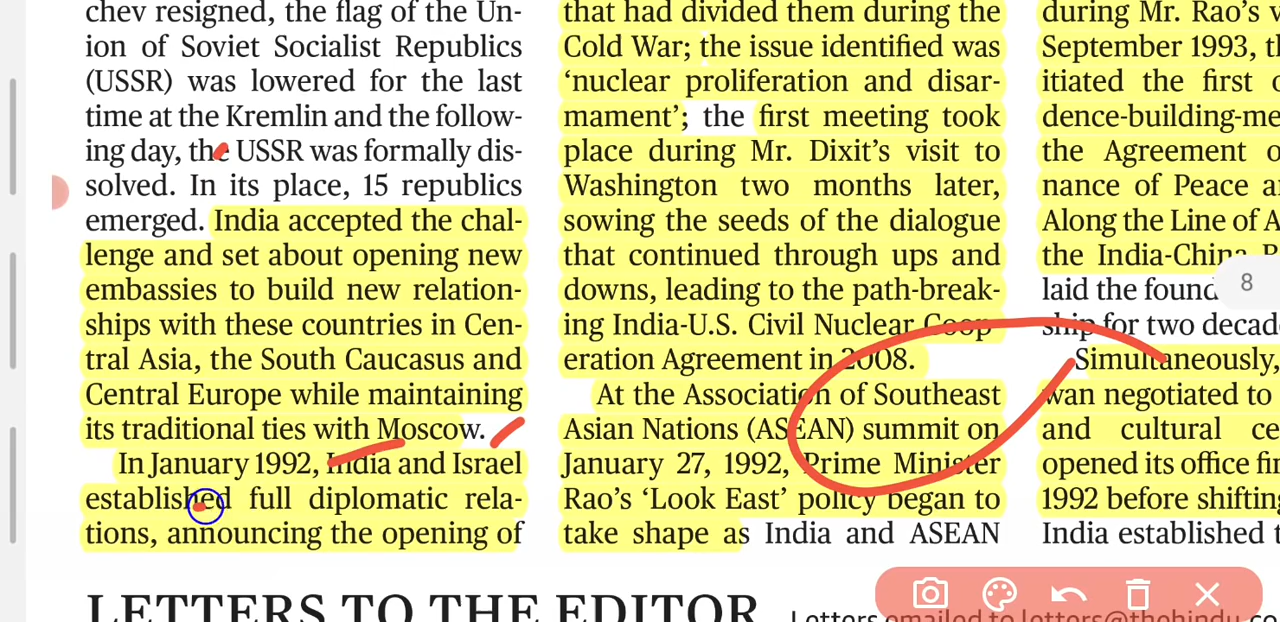 chev resigned, the flag of the Un-
ion of Soviet Socialist Republics
(USSR) was lowered for the last
time at the Kremlin and the follow-
ing day, the USSR was formally dis-
solved. In its place, 15 republics
emerged. India accepted the chal-
lenge and set about opening new
embassies to build new relation-
ships with these countries in Cen-
tral Asia, the South Caucasus and
Central Europe while maintaining
its traditional ties with Moscow.
In January 1992, India and Israel
established full diplomatic rela-
tions, announcing the opening of
that had divided them during the
Cold War; the issue identified was
‘nuclear proliferation and disar-
mament’; the first meeting took
place during Mr. Dixit’s visit to
Washington two months later,
sowing the seeds of the dialogue
that continued through ups and
downs, leading to the path-break-
ing India-U.S. Civil Nuclear Coop-
eration Agreement in 2008.
At the Association of Southeast
Asian Nations (ASEAN) summit on
January 27, 1992, Prime Minister
Rao’s ‘Look East’ policy began to
take shape as India and ASEAN
during Mr. Rao’s v
September 1993, th
itiated the first
dence-building-me
the Agreement o
nance of Peace a
Along the Line of A
the India-China
laid the found
ship for two decad
Simultaneously,
wan negotiated to
and cultural ce
opened its office fir
1992 before shifting
India established t
8
LETTERS TO THE EDITOR
Letters emailed to letters@thehindu.co